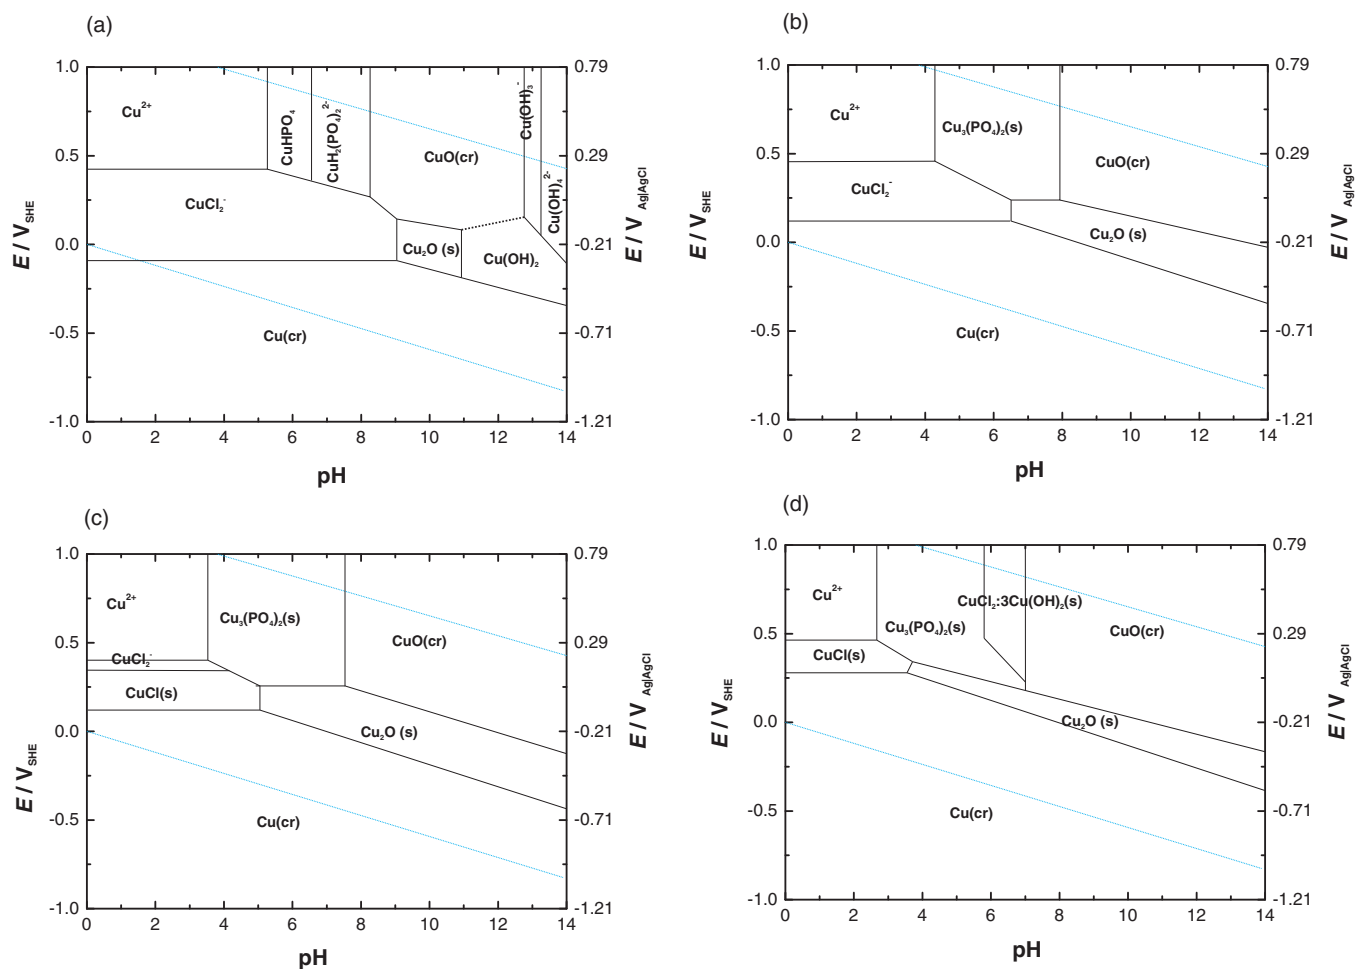 (a)
1.0
0.5
0.0
-0.5
-1.0
0.79
0.29
-0.21
-0.71
-1.21
E / V_SHE
E / V_Ag|AgCl
Cu²⁺
CuHPO₄
CuH₂(PO₄)₂²⁻
CuO(cr)
Cu(OH)₃⁻
Cu(OH)₄²⁻
CuCl₂⁻
Cu₂O (s)
Cu(OH)₂
Cu(cr)
0 2 4 6 8 10 12 14
pH
(b)
1.0
0.5
0.0
-0.5
-1.0
0.79
0.29
-0.21
-0.71
-1.21
E / V_SHE
E / V_Ag|AgCl
Cu²⁺
Cu₃(PO₄)₂(s)
CuO(cr)
CuCl₂⁻
Cu₂O (s)
Cu(cr)
0 2 4 6 8 10 12 14
pH
(c)
1.0
0.5
0.0
-0.5
-1.0
0.79
0.29
-0.21
-0.71
-1.21
E / V_SHE
E / V_Ag|AgCl
Cu²⁺
Cu₃(PO₄)₂(s)
CuO(cr)
CuCl₂⁻
CuCl(s)
Cu₂O (s)
Cu(cr)
0 2 4 6 8 10 12 14
pH
(d)
1.0
0.5
0.0
-0.5
-1.0
0.79
0.29
-0.21
-0.71
-1.21
E / V_SHE
E / V_Ag|AgCl
Cu²⁺
CuCl₂:3Cu(OH)₂(s)
Cu₃(PO₄)₂(s)
CuO(cr)
CuCl(s)
Cu₂O (s)
Cu(cr)
0 2 4 6 8 10 12 14
pH